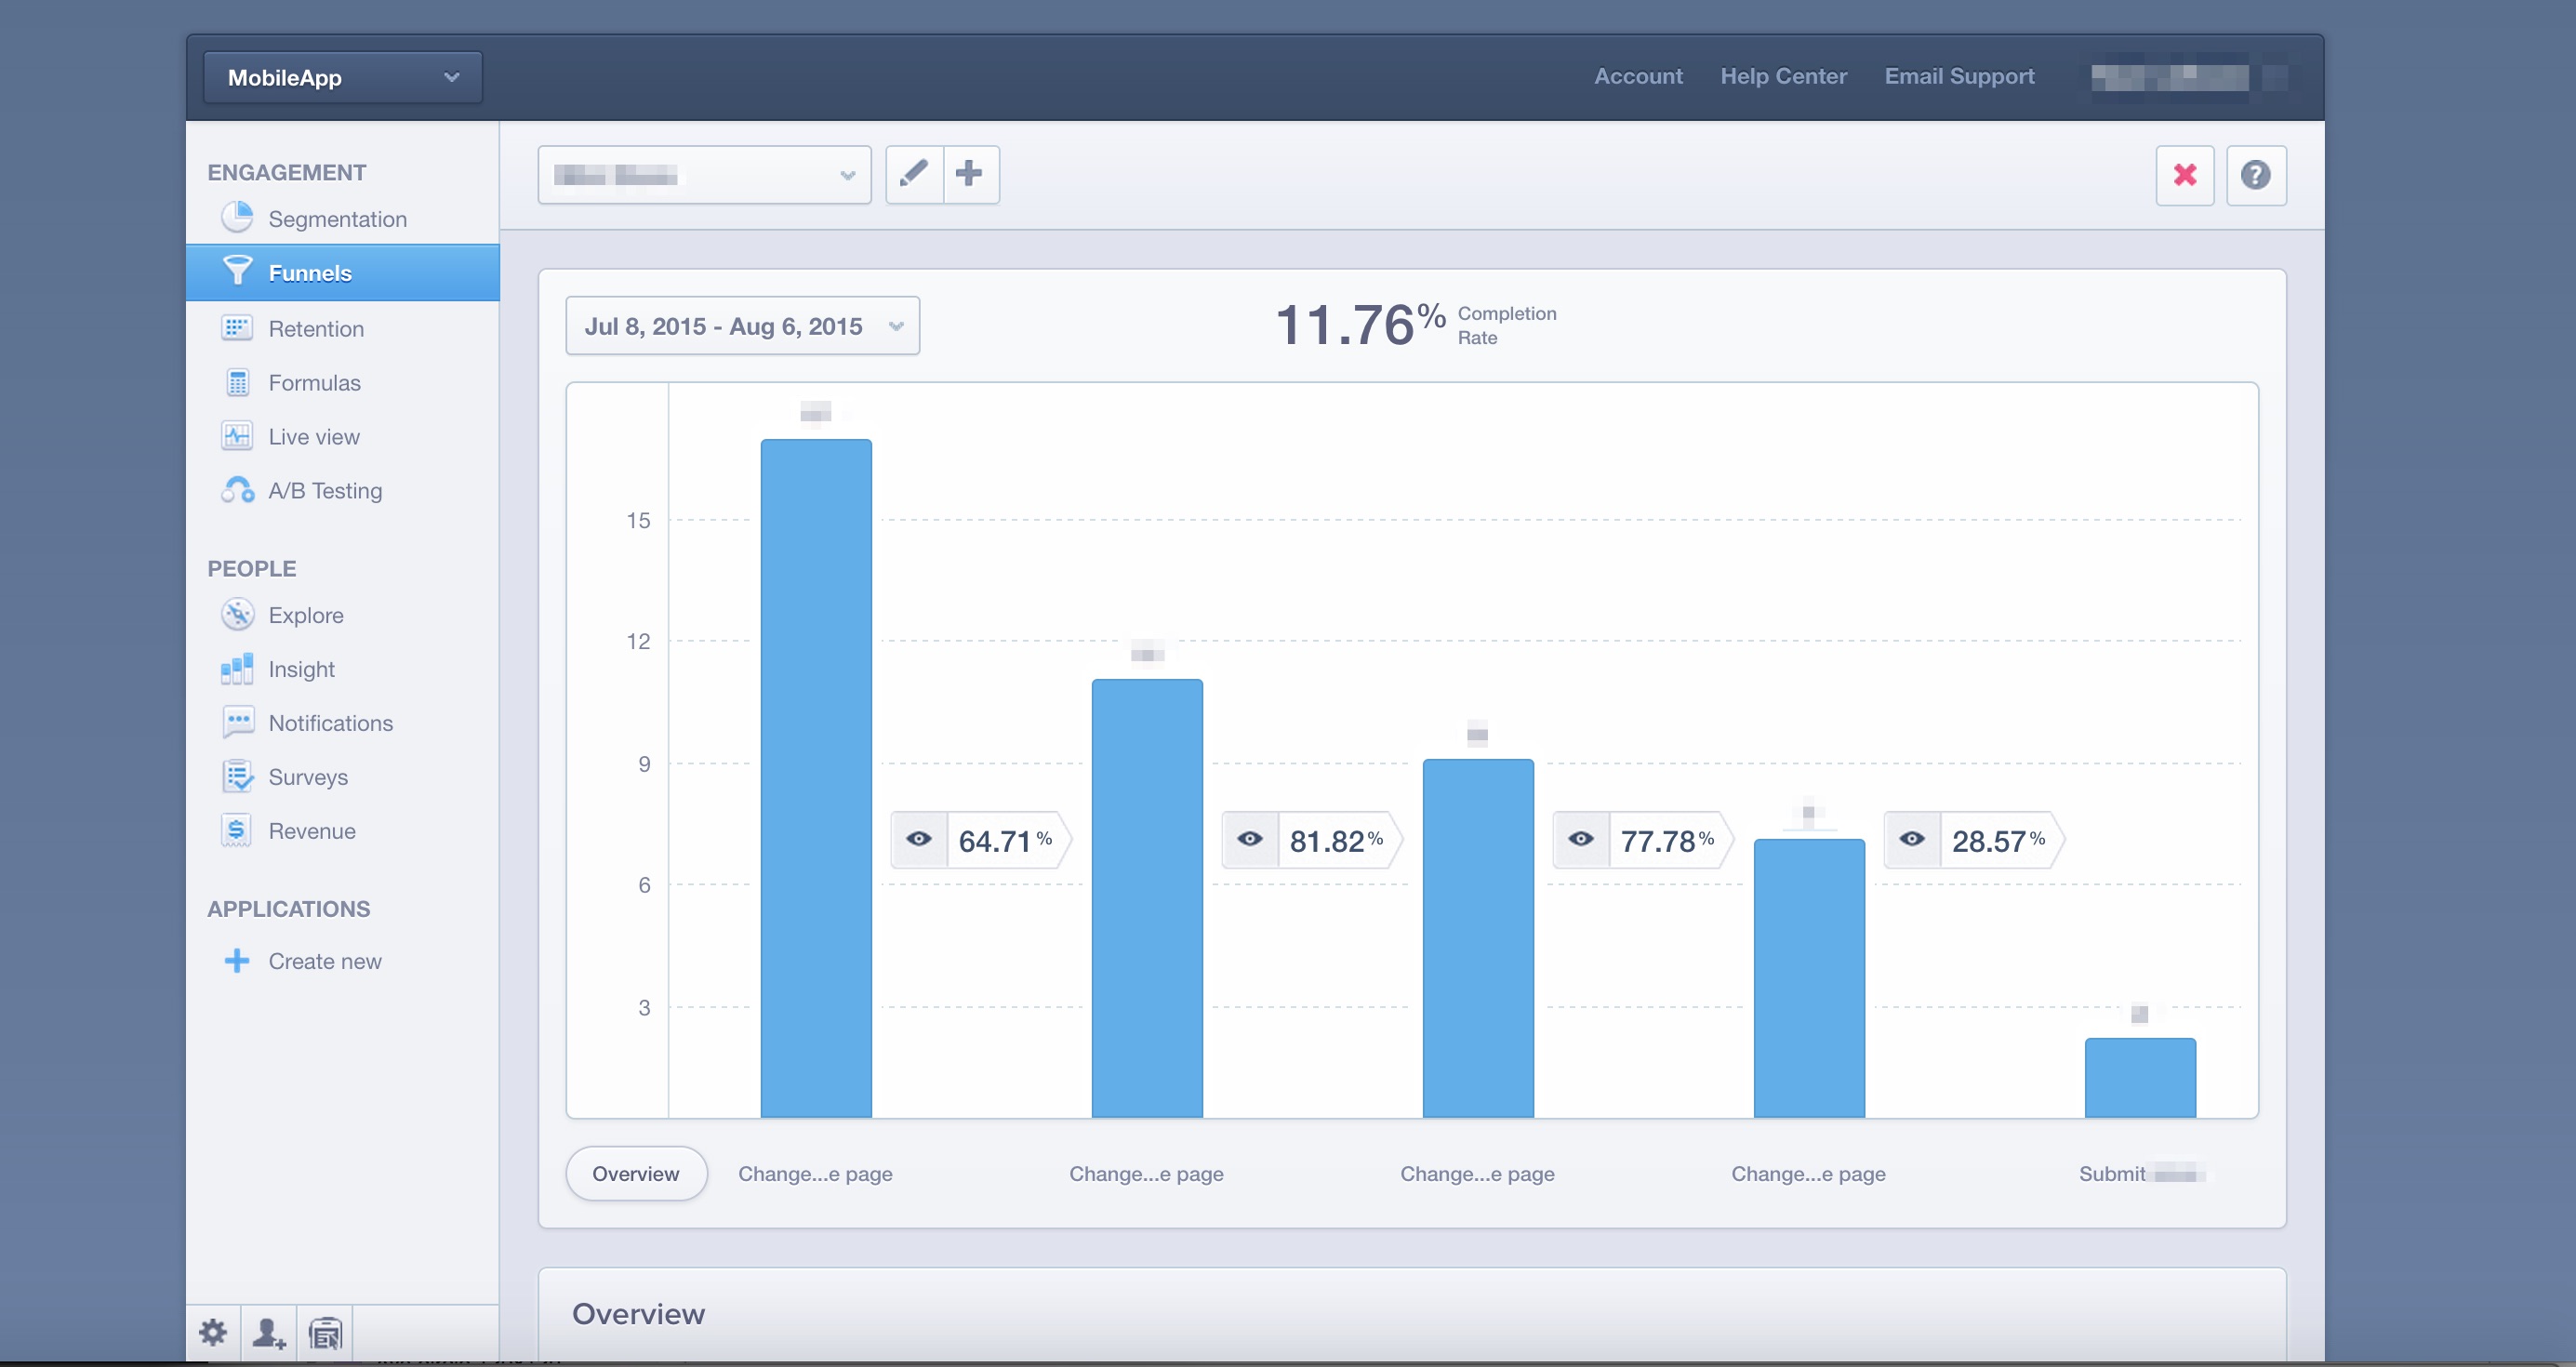 MobileApp
Account Help Center Email Support
ENGAGEMENT
Segmentation
Funnels
Retention
Formulas
Live view
A/B Testing
PEOPLE
Explore
Insight
Notifications
Surveys
Revenue
APPLICATIONS
Create new
Jul 8, 2015 - Aug 6, 2015
11.76% Completion
Rate
15
12
9
6
3
64.71% 81.82% 77.78% 28.57%
Overview Change...e page Change...e page Change...e page Change...e page Submit
Overview